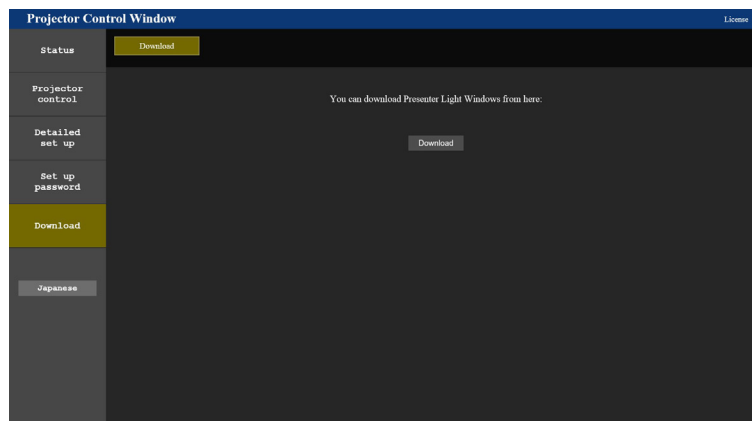 Projector Control Window
License
Status
Download
Projector
control
You can download Presenter Light Windows from here:
Detailed
set up
Download
Set up
password
Download
Japanese